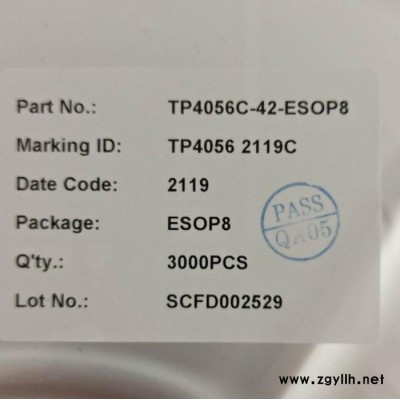 Part No.: TP4056C-42-ESOP8
Marking ID: TP4056 2119C
Date Code: 2119
Package: ESOP8
PASS
QA05
Q'ty.: 3000PCS
Lot No.: SCFD002529
www.zgyllh.net